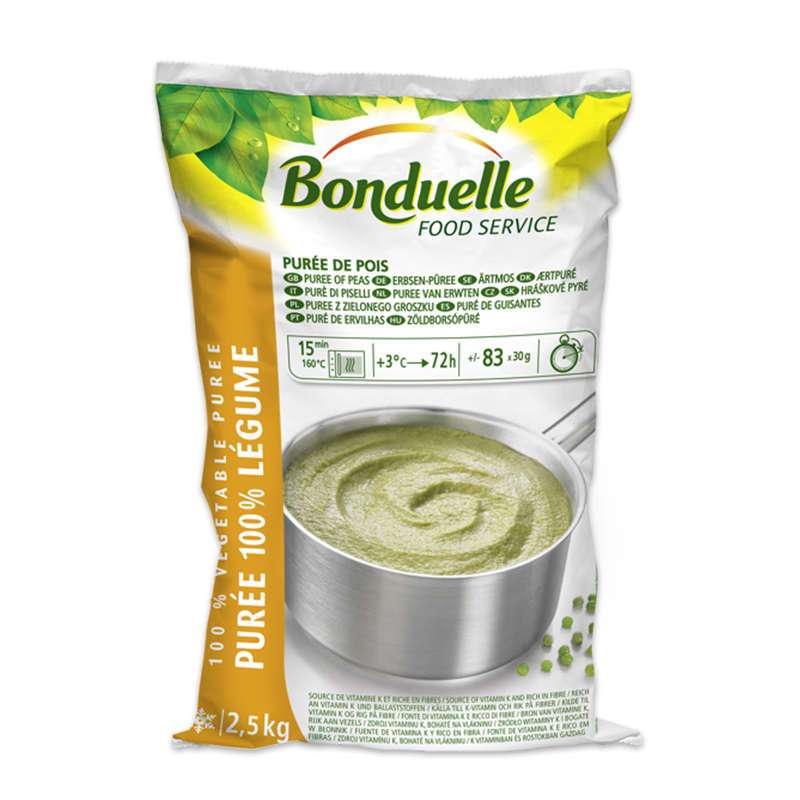 Bonduelle
FOOD SERVICE
PURÉE DE POIS
GB PUREE OF PEAS DE ERBSEN-PÜREE SE ÄRTMOS DK ÆRTPURÉ
IT PURÈ DI PISELLI NL PUREE VAN ERWTEN CZ SK HRÁŠKOVÉ PYRÉ
PL PUREE Z ZIELONEGO GROSZKU ES PURÉ DE GUISANTES
PT PURÉ DE ERVILHAS HU ZÖLDBORSÓPÜRÉ
15 min
160°C
+3°C→72h
+/- 83 x 30 g
100 % VEGETABLE PUREE
PURÉE 100% LÉGUME
2,5kg
SOURCE DE VITAMINE K ET RICHE EN FIBRES / SOURCE OF VITAMIN K AND RICH IN FIBRE / REICH
AN VITAMIN K UND BALLASTSTOFFEN / KÄLLA TILL K-VITAMIN OCH RIK PÅ FIBRER / KILDE TIL
VITAMIN K OG RIG PÅ FIBRE / FONTE DI VITAMINA K E RICCO DI FIBRE / BRON VAN VITAMINE K,
RIJK AAN VEZELS / ZDROJ VITAMINU K, BOHATÉ NA VLÁKNINU / ŹRÓDŁO WITAMINY K I BOGATE
W BŁONNIK / FUENTE DE VITAMINA K Y RICO EN FIBRA / FONTE DE VITAMINA K E RICO EM
FIBRAS / ZDROJ VITAMÍNU K, BOHATÉ NA VLÁKNINU / K VITAMINBAN ÉS ROSTOKBAN GAZDAG